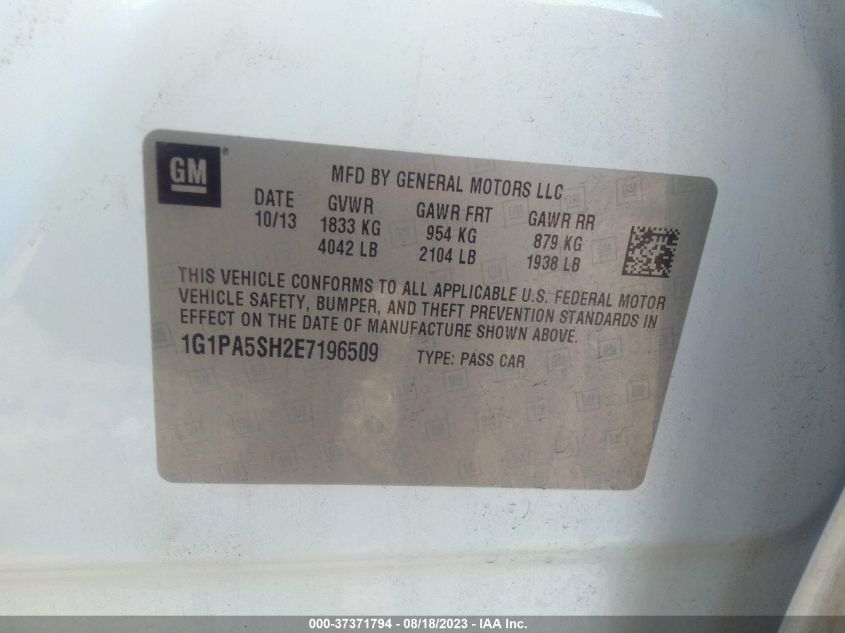 GM®
MFD BY GENERAL MOTORS LLC
DATE GVWR GAWR FRT GAWR RR
10/13 1833 KG 954 KG 879 KG
4042 LB 2104 LB 1938 LB
THIS VEHICLE CONFORMS TO ALL APPLICABLE U.S. FEDERAL MOTOR
VEHICLE SAFETY, BUMPER, AND THEFT PREVENTION STANDARDS IN
EFFECT ON THE DATE OF MANUFACTURE SHOWN ABOVE.
1G1PA5SH2E7196509 TYPE: PASS CAR
000-37371794 - 08/18/2023 - IAA Inc.